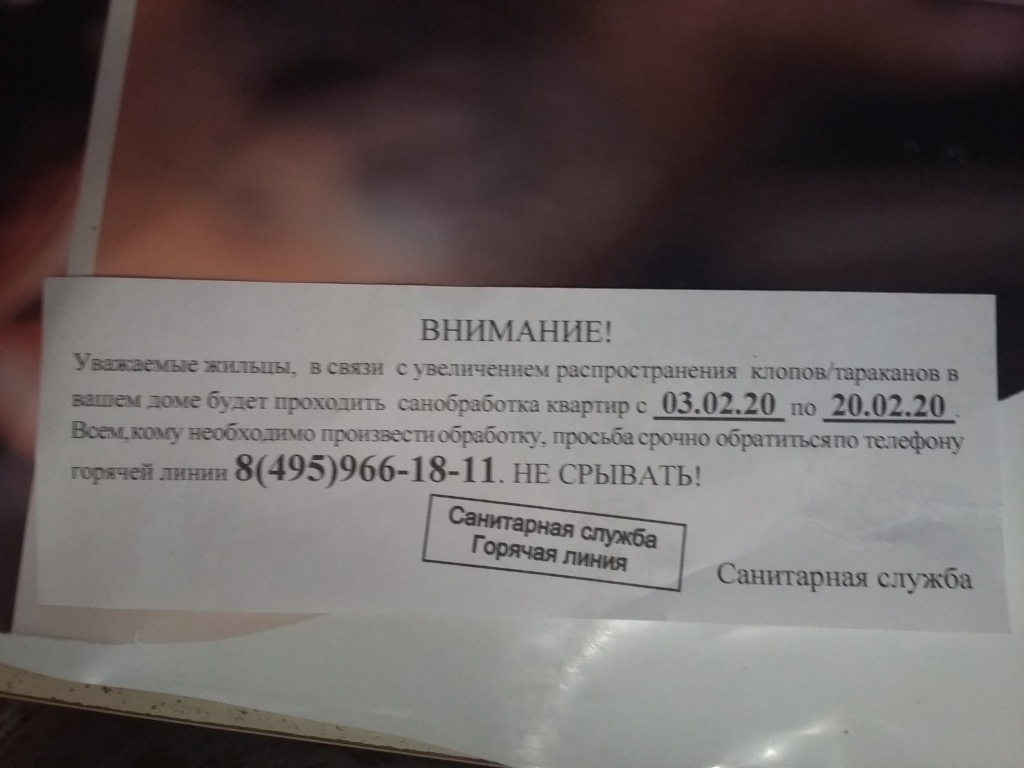 ВНИМАНИЕ!
Уважаемые жильцы, в связи с увеличением распространения клопов/тараканов в
вашем доме будет проходить санобработка квартир с 03.02.20 по 20.02.20.
Всем,кому необходимо произвести обработку, просьба срочно обратиться по телефону
горячей линии 8(495)966-18-11. НЕ СРЫВАТЬ!
Санитарная служба
Горячая линия
Санитарная служба